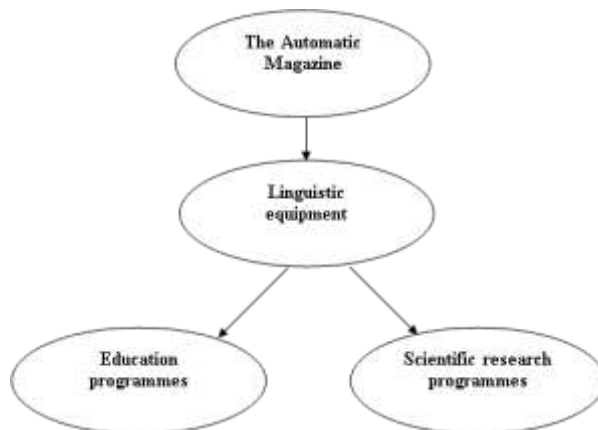 The Automatic
Magazine
Linguistic
equipment
Education
programmes
Scientific research
programmes